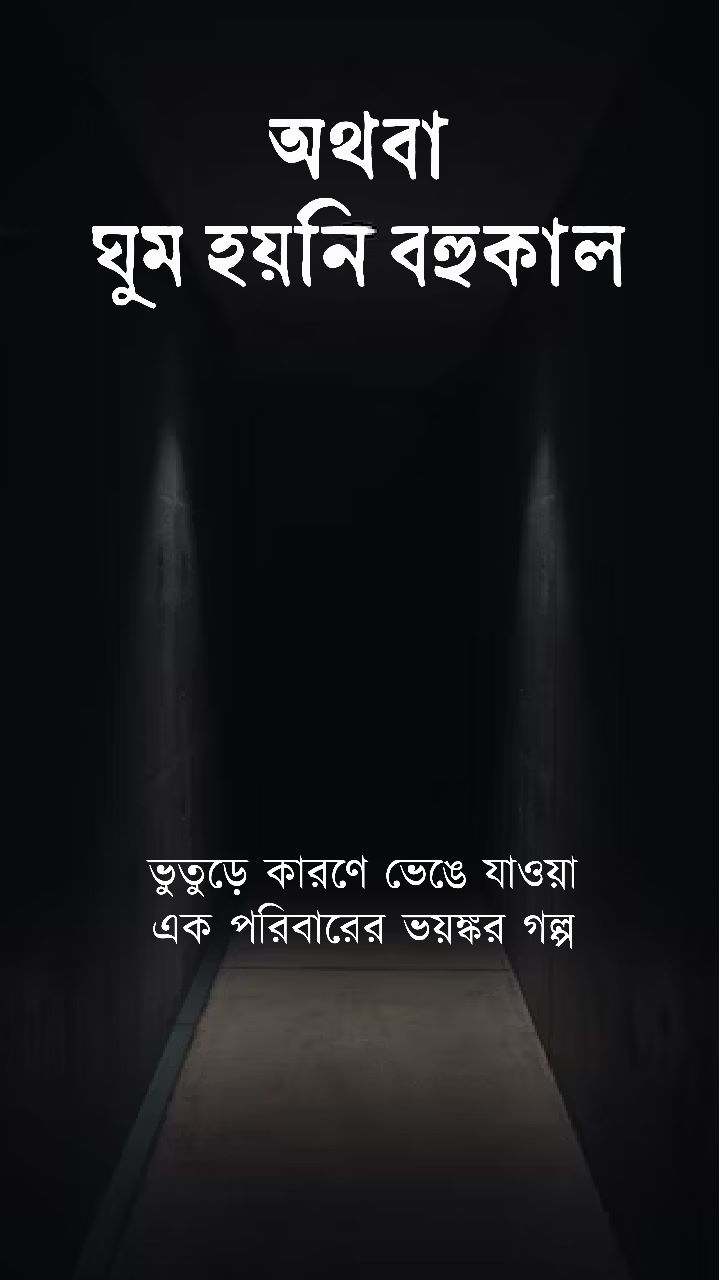 অথবা
ঘুম হয়নি বহুকাল
ভুতুড়ে কারণে ভেঙে যাওয়া
এক পরিবারের ভয়ঙ্কর গল্প